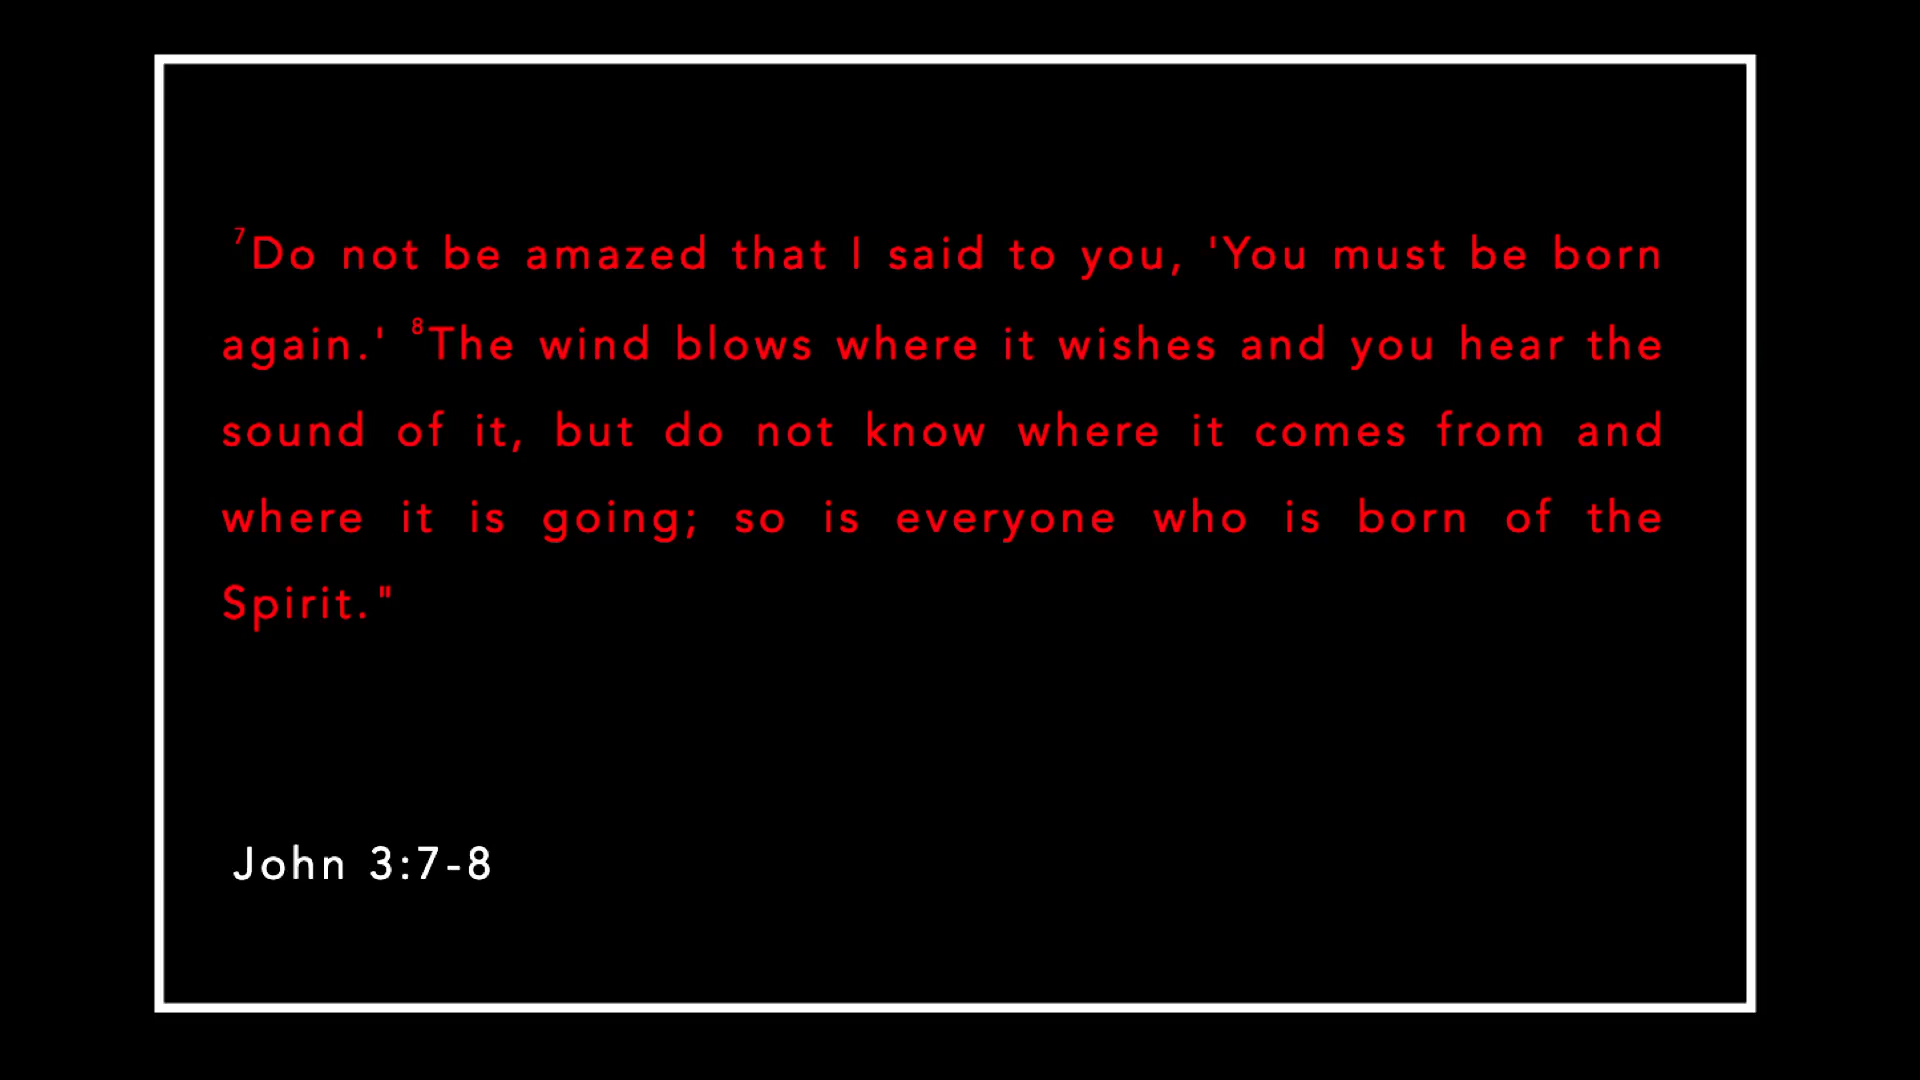 ⁷Do not be amazed that I said to you, 'You must be born
again.' ⁸The wind blows where it wishes and you hear the
sound of it, but do not know where it comes from and
where it is going; so is everyone who is born of the
Spirit."
John 3:7-8